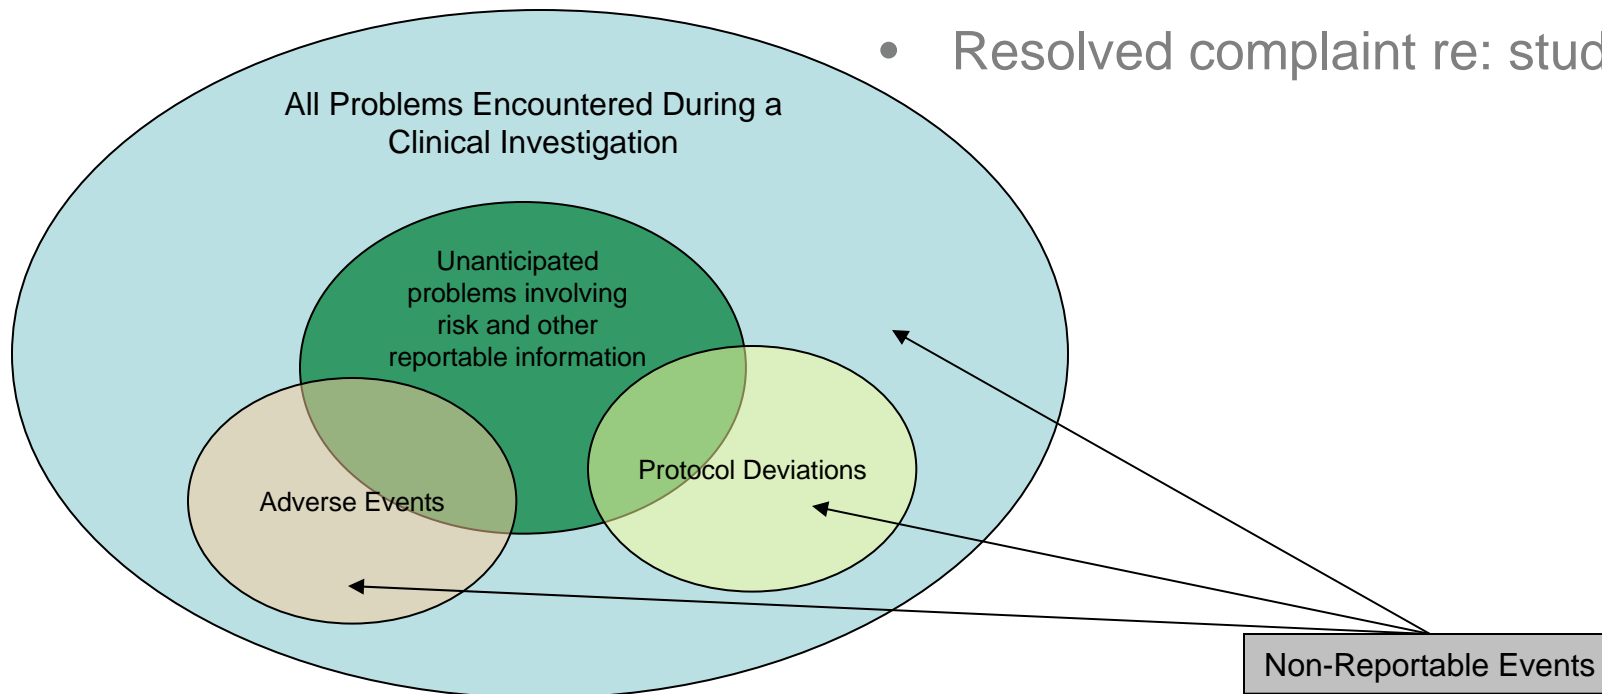 • Resolved complaint re: stud
All Problems Encountered During a
Clinical Investigation
Unanticipated
problems involving
risk and other
reportable information
Protocol Deviations
Adverse Events
Non-Reportable Events